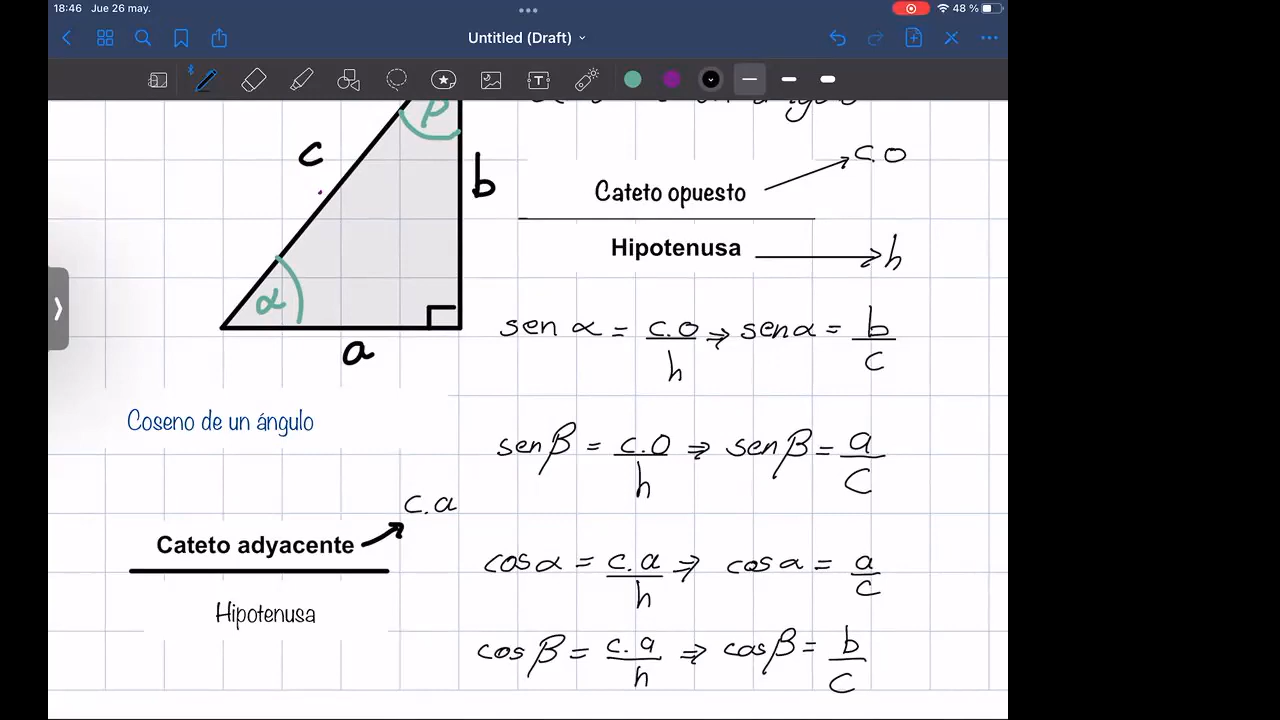 18:46 Jue 26 may.
48 %
Untitled (Draft)
T
β
c
b
α
a
Cateto opuesto → c.o
Hipotenusa → h
sen α = c.o/h ⇒ sen α = b/c
Coseno de un ángulo
sen β = c.o/h ⇒ sen β = a/c
c.a
Cateto adyacente
Hipotenusa
cos α = c.a/h ⇒ cos α = a/c
cos β = c.a/h ⇒ cos β = b/c